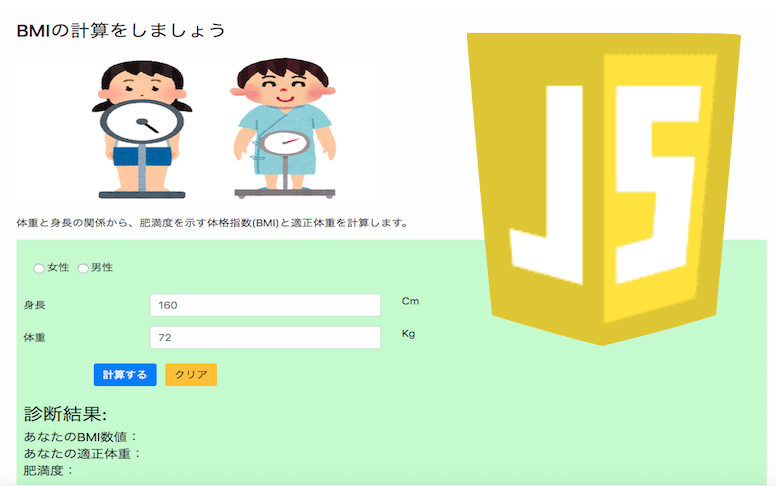 BMIの計算をしましょう
体重と身長の関係から、肥満度を示す体格指数(BMI)と適正体重を計算します。
JS
女性 男性
身長 160 Cm
体重 72 Kg
計算する クリア
診断結果:
あなたのBMI数値：
あなたの適正体重：
肥満度：